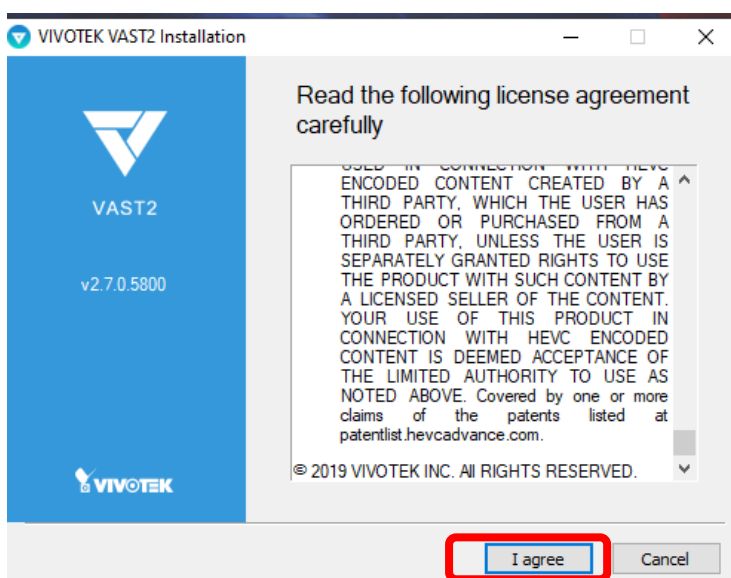 VIVOTEK VAST2 Installation
Read the following license agreement
carefully
VAST2
v2.7.0.5800
USED IN CONNECTION WITH HEVC
ENCODED CONTENT CREATED BY A
THIRD PARTY, WHICH THE USER HAS
ORDERED OR PURCHASED FROM A
THIRD PARTY, UNLESS THE USER IS
SEPARATELY GRANTED RIGHTS TO USE
THE PRODUCT WITH SUCH CONTENT BY
A LICENSED SELLER OF THE CONTENT.
YOUR USE OF THIS PRODUCT IN
CONNECTION WITH HEVC ENCODED
CONTENT IS DEEMED ACCEPTANCE OF
THE LIMITED AUTHORITY TO USE AS
NOTED ABOVE. Covered by one or more
claims of the patents listed at
patentlist.hevcadvance.com.
© 2019 VIVOTEK INC. All RIGHTS RESERVED.
VIVOTEK
I agree
Cancel